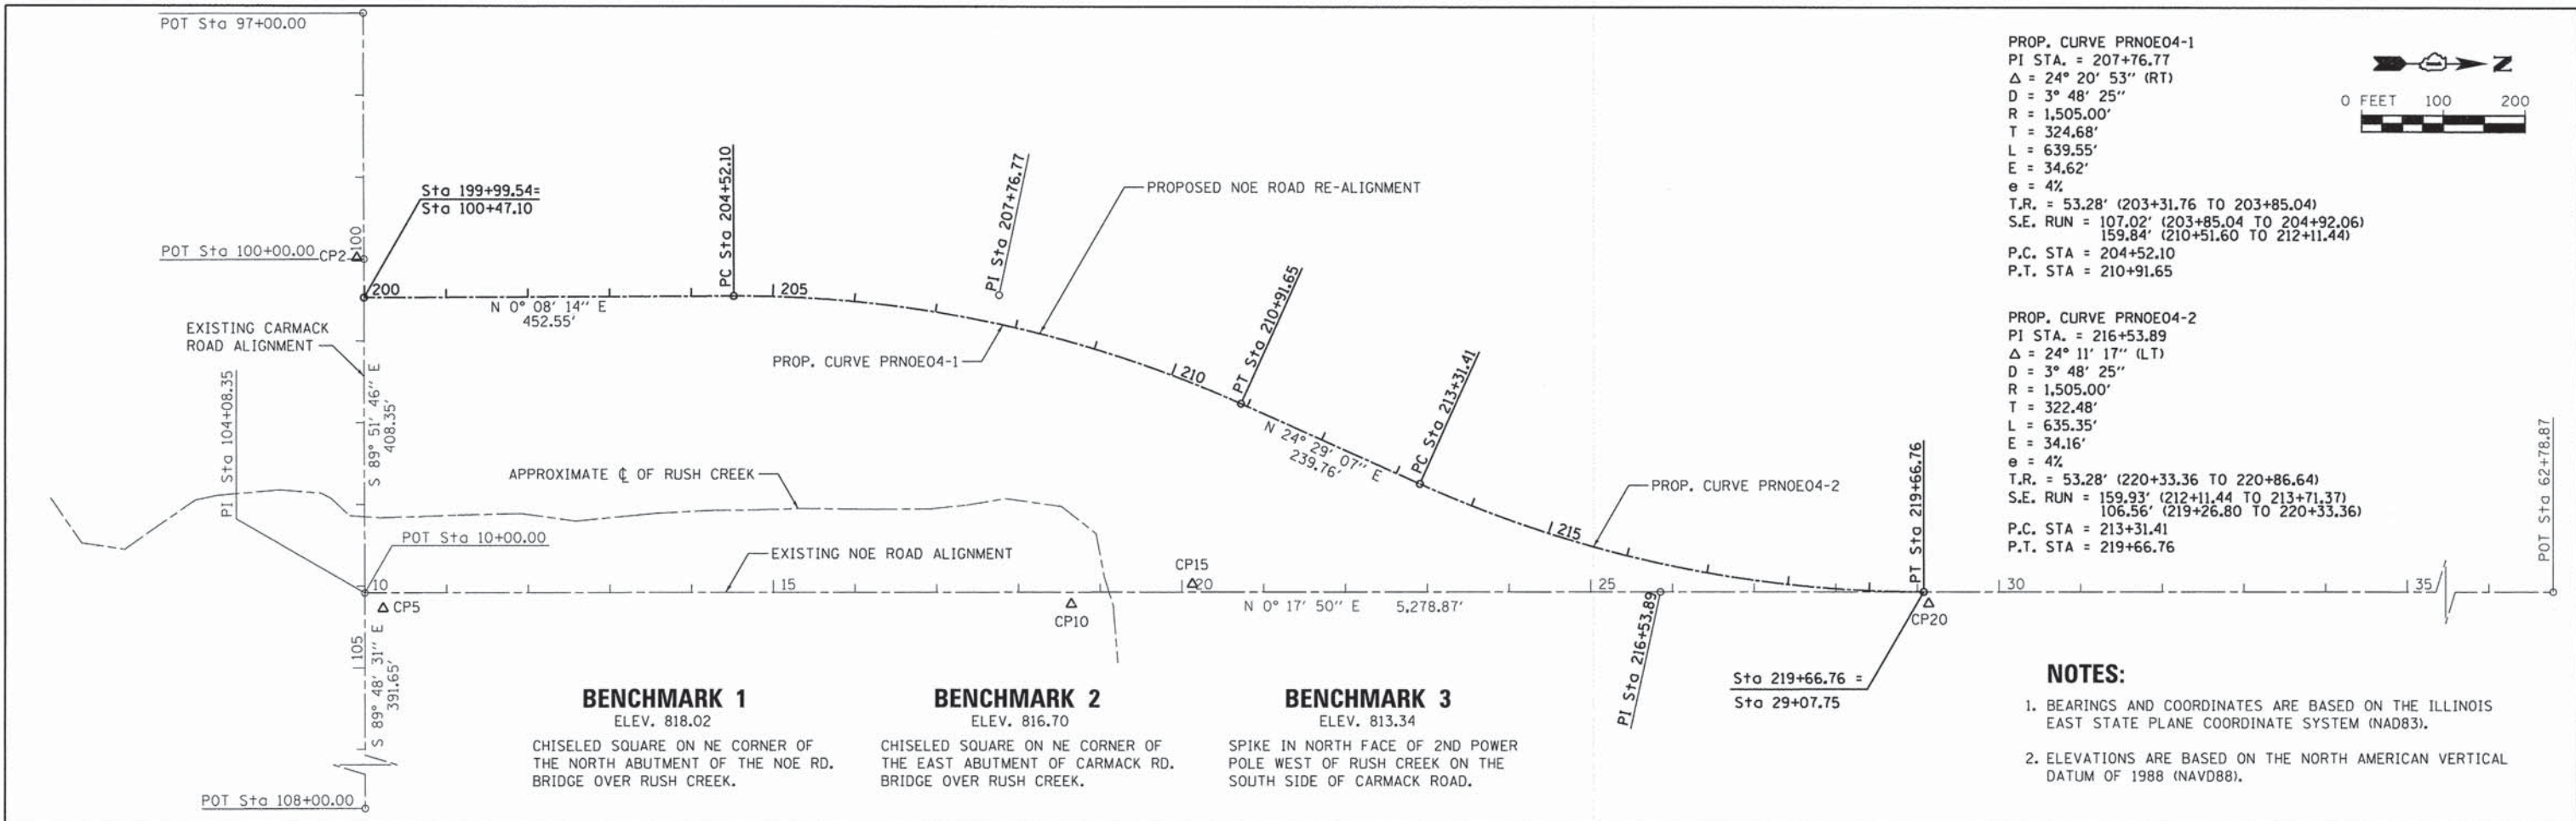 POT Sta 97+00.00
Sta 199+99.54=
Sta 100+47.10
POT Sta 100+00.00
CP2
100
200
N 0° 08' 14'' E
452.55'
PC Sta 204+52.10
205
PI Sta 207+76.77
PROPOSED NOE ROAD RE-ALIGNMENT
PROP. CURVE PRNOE04-1
210
PT Sta 210+91.65
N 24° 29' 07'' E
239.76'
PC Sta 213+31.41
215
PROP. CURVE PRNOE04-2
PT Sta 219+66.76
EXISTING CARMACK
ROAD ALIGNMENT
S 89° 51' 46'' E
408.35'
PI Sta 104+08.35
APPROXIMATE ℄ OF RUSH CREEK
POT Sta 10+00.00
EXISTING NOE ROAD ALIGNMENT
10
15
20
25
30
35
CP5
CP10
CP15
CP20
N 0° 17' 50'' E 5,278.87'
PI Sta 216+53.89
Sta 219+66.76 =
Sta 29+07.75
POT Sta 62+78.87
105
S 89° 48' 31'' E
391.65'
POT Sta 108+00.00
PROP. CURVE PRNOE04-1
PI STA. = 207+76.77
Δ = 24° 20' 53'' (RT)
D = 3° 48' 25''
R = 1,505.00'
T = 324.68'
L = 639.55'
E = 34.62'
e = 4%
T.R. = 53.28' (203+31.76 TO 203+85.04)
S.E. RUN = 107.02' (203+85.04 TO 204+92.06)
159.84' (210+51.60 TO 212+11.44)
P.C. STA = 204+52.10
P.T. STA = 210+91.65
PROP. CURVE PRNOE04-2
PI STA. = 216+53.89
Δ = 24° 11' 17'' (LT)
D = 3° 48' 25''
R = 1,505.00'
T = 322.48'
L = 635.35'
E = 34.16'
e = 4%
T.R. = 53.28' (220+33.36 TO 220+86.64)
S.E. RUN = 159.93' (212+11.44 TO 213+71.37)
106.56' (219+26.80 TO 220+33.36)
P.C. STA = 213+31.41
P.T. STA = 219+66.76
N
0 FEET 100 200
BENCHMARK 1
ELEV. 818.02
CHISELED SQUARE ON NE CORNER OF
THE NORTH ABUTMENT OF THE NOE RD.
BRIDGE OVER RUSH CREEK.
BENCHMARK 2
ELEV. 816.70
CHISELED SQUARE ON NE CORNER OF
THE EAST ABUTMENT OF CARMACK RD.
BRIDGE OVER RUSH CREEK.
BENCHMARK 3
ELEV. 813.34
SPIKE IN NORTH FACE OF 2ND POWER
POLE WEST OF RUSH CREEK ON THE
SOUTH SIDE OF CARMACK ROAD.
NOTES:
1. BEARINGS AND COORDINATES ARE BASED ON THE ILLINOIS
EAST STATE PLANE COORDINATE SYSTEM (NAD83).
2. ELEVATIONS ARE BASED ON THE NORTH AMERICAN VERTICAL
DATUM OF 1988 (NAVD88).